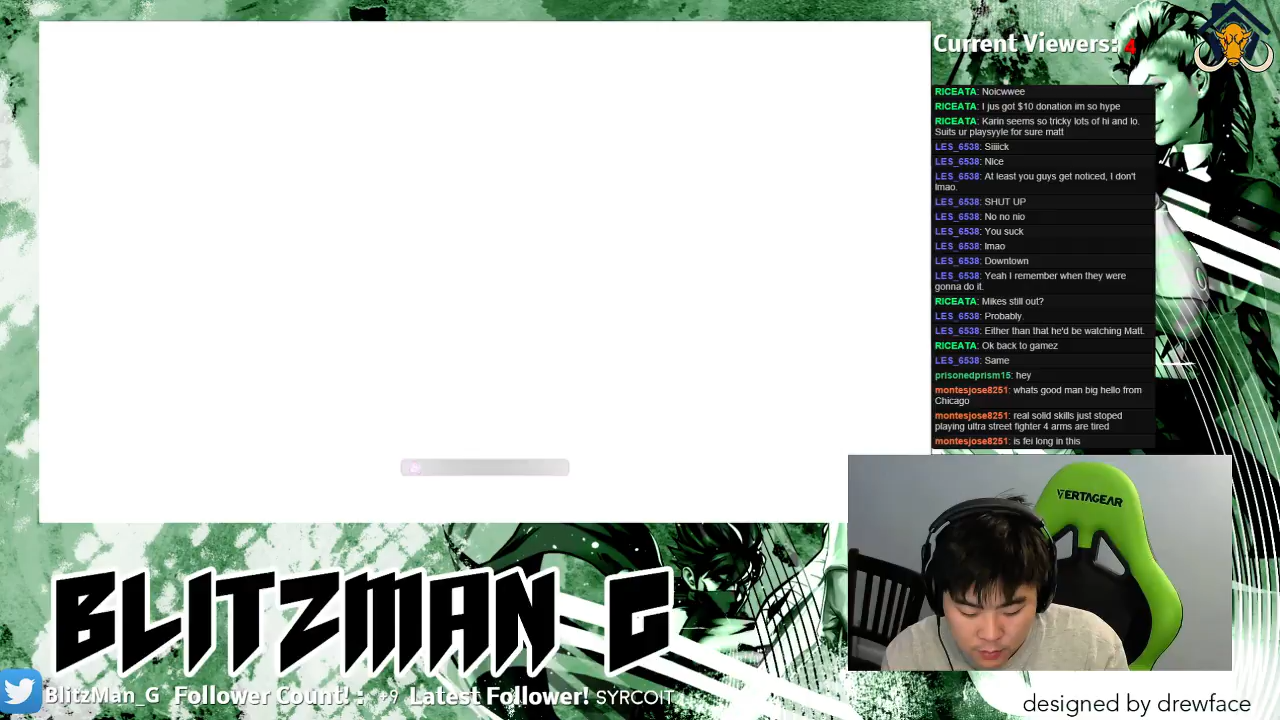 Current Viewers: 4
RICEATA: Noicwwee
RICEATA: I jus got $10 donation im so hype
RICEATA: Karin seems so tricky lots of hi and lo.
Suits ur playsyyle for sure matt
LES_6538: Siiiick
LES_6538: Nice
LES_6538: At least you guys get noticed, I don't
lmao.
LES_6538: SHUT UP
LES_6538: No no nio
LES_6538: You suck
LES_6538: lmao
LES_6538: Downtown
LES_6538: Yeah I remember when they were
gonna do it.
RICEATA: Mikes still out?
LES_6538: Probably.
LES_6538: Either than that he'd be watching Matt.
RICEATA: Ok back to gamez
LES_6538: Same
prisonedprism15: hey
montesjose8251: whats good man big hello from
Chicago
montesjose8251: real solid skills just stoped
playing ultra street fighter 4 arms are tired
montesjose8251: is fei long in this
VERTAGEAR
BLITZMAN G
BlitzMan_G Follower Count! : +9 Latest Follower! SYRCOIT
designed by drewface